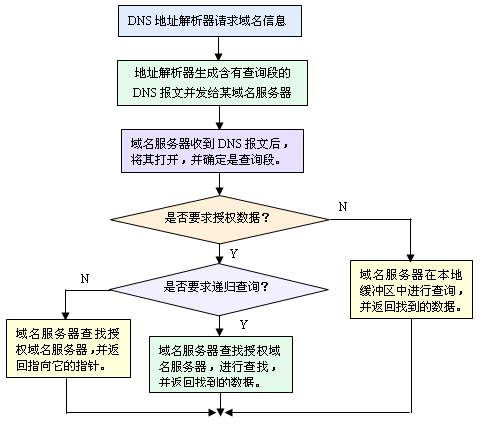 DNS 地址解析器请求域名信息
地址解析器生成含有查询段的
DNS 报文并发给某域名服务器
域名服务器收到 DNS 报文后，
将其打开，并确定是查询段。
是否要求授权数据？
N
Y
域名服务器在本地
缓冲区中进行查询，
并返回找到的数据。
是否要求递归查询？
N
Y
域名服务器查找授
权域名服务器，并返
回指向它的指针。
域名服务器查找授权域
名服务器，进行查找，
并返回找到的数据。